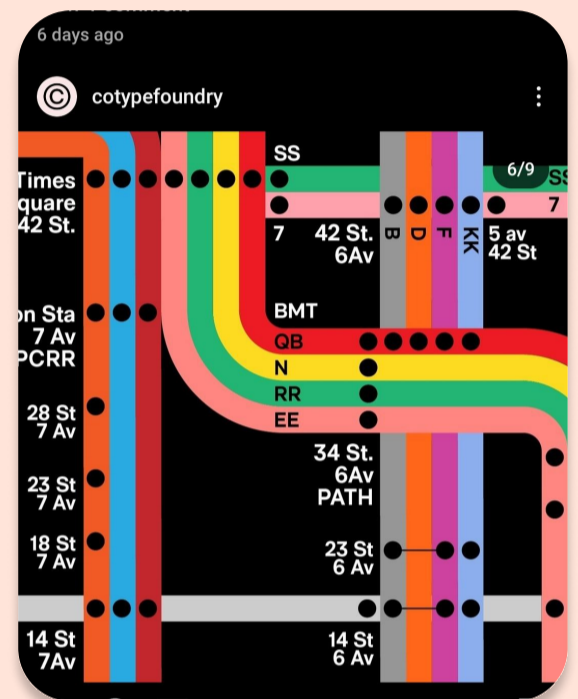 6 days ago
cotypefoundry
6/9
SS
SS
Times
quare
42 St.
7
7
42 St.
6Av
B
D
F
KK
5 av
42 St
on Sta
7 Av
PCRR
BMT
QB
N
RR
EE
28 St
7 Av
34 St.
6Av
PATH
23 St
7 Av
18 St
7 Av
23 St
6 Av
14 St
7Av
14 St
6 Av